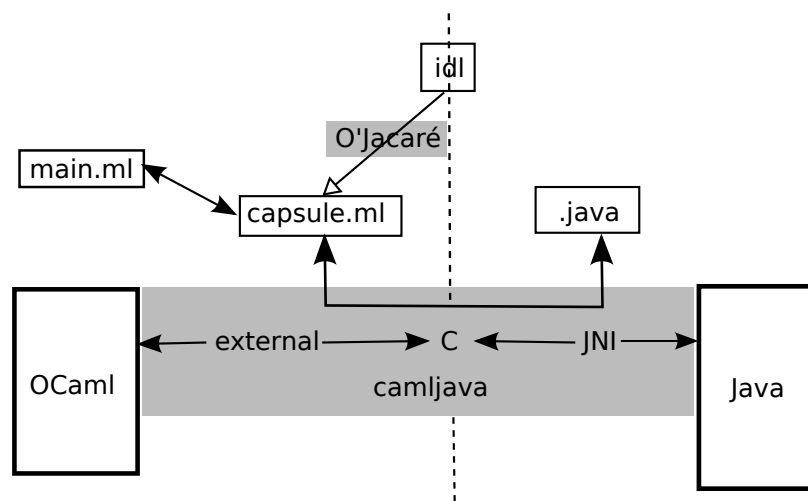 idl
O'Jacaré
main.ml
capsule.ml
.java
external C JNI
OCaml
camljava
Java